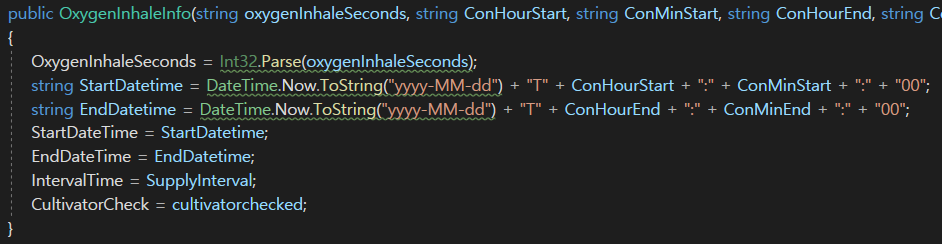 public OxygenInhaleInfo(string oxygenInhaleSeconds, string ConHourStart, string ConMinStart, string ConHourEnd, string
{
OxygenInhaleSeconds = Int32.Parse(oxygenInhaleSeconds);
string StartDatetime = DateTime.Now.ToString("yyyy-MM-dd") + "T" + ConHourStart + ":" + ConMinStart + ":" + "00";
string EndDatetime = DateTime.Now.ToString("yyyy-MM-dd") + "T" + ConHourEnd + ":" + ConMinEnd + ":" + "00";
StartDateTime = StartDatetime;
EndDateTime = EndDatetime;
IntervalTime = SupplyInterval;
CultivatorCheck = cultivatorchecked;
}